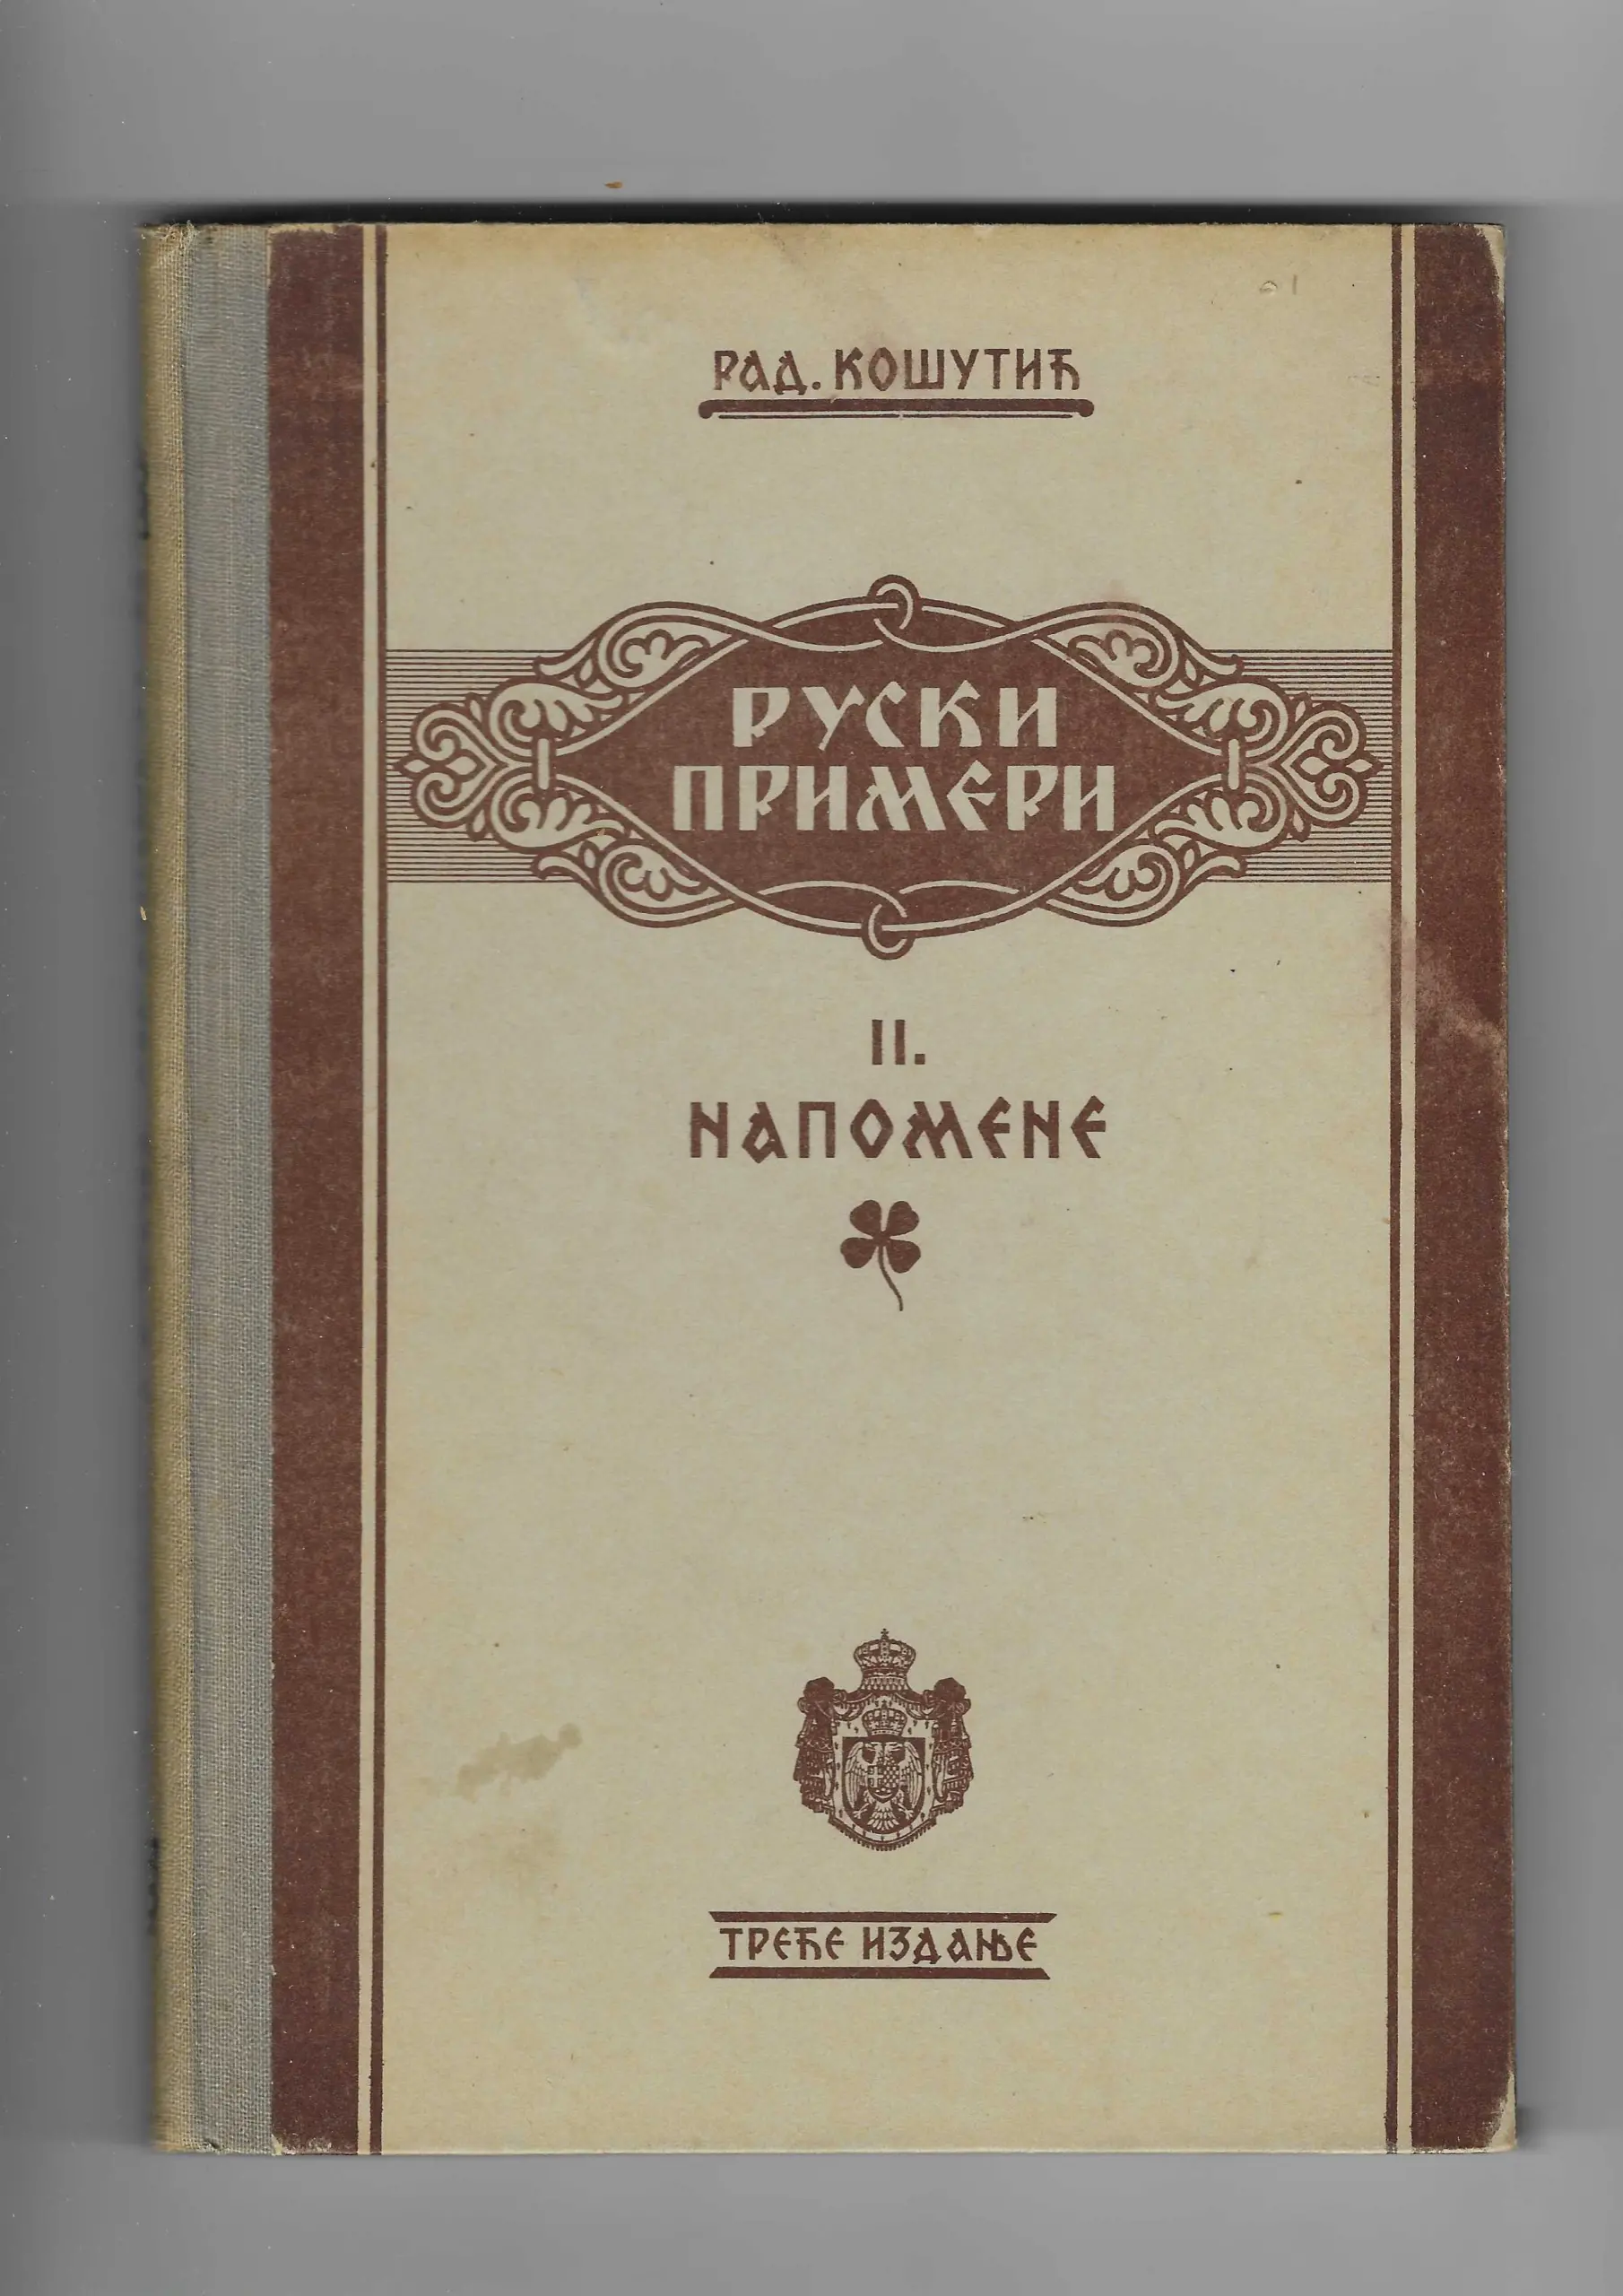 РАД. КОШУТИЋ
РУСКИ
ПРИМЕРИ
II.
НАПОМЕНЕ
ТРЕЋЕ ИЗДАЊЕ